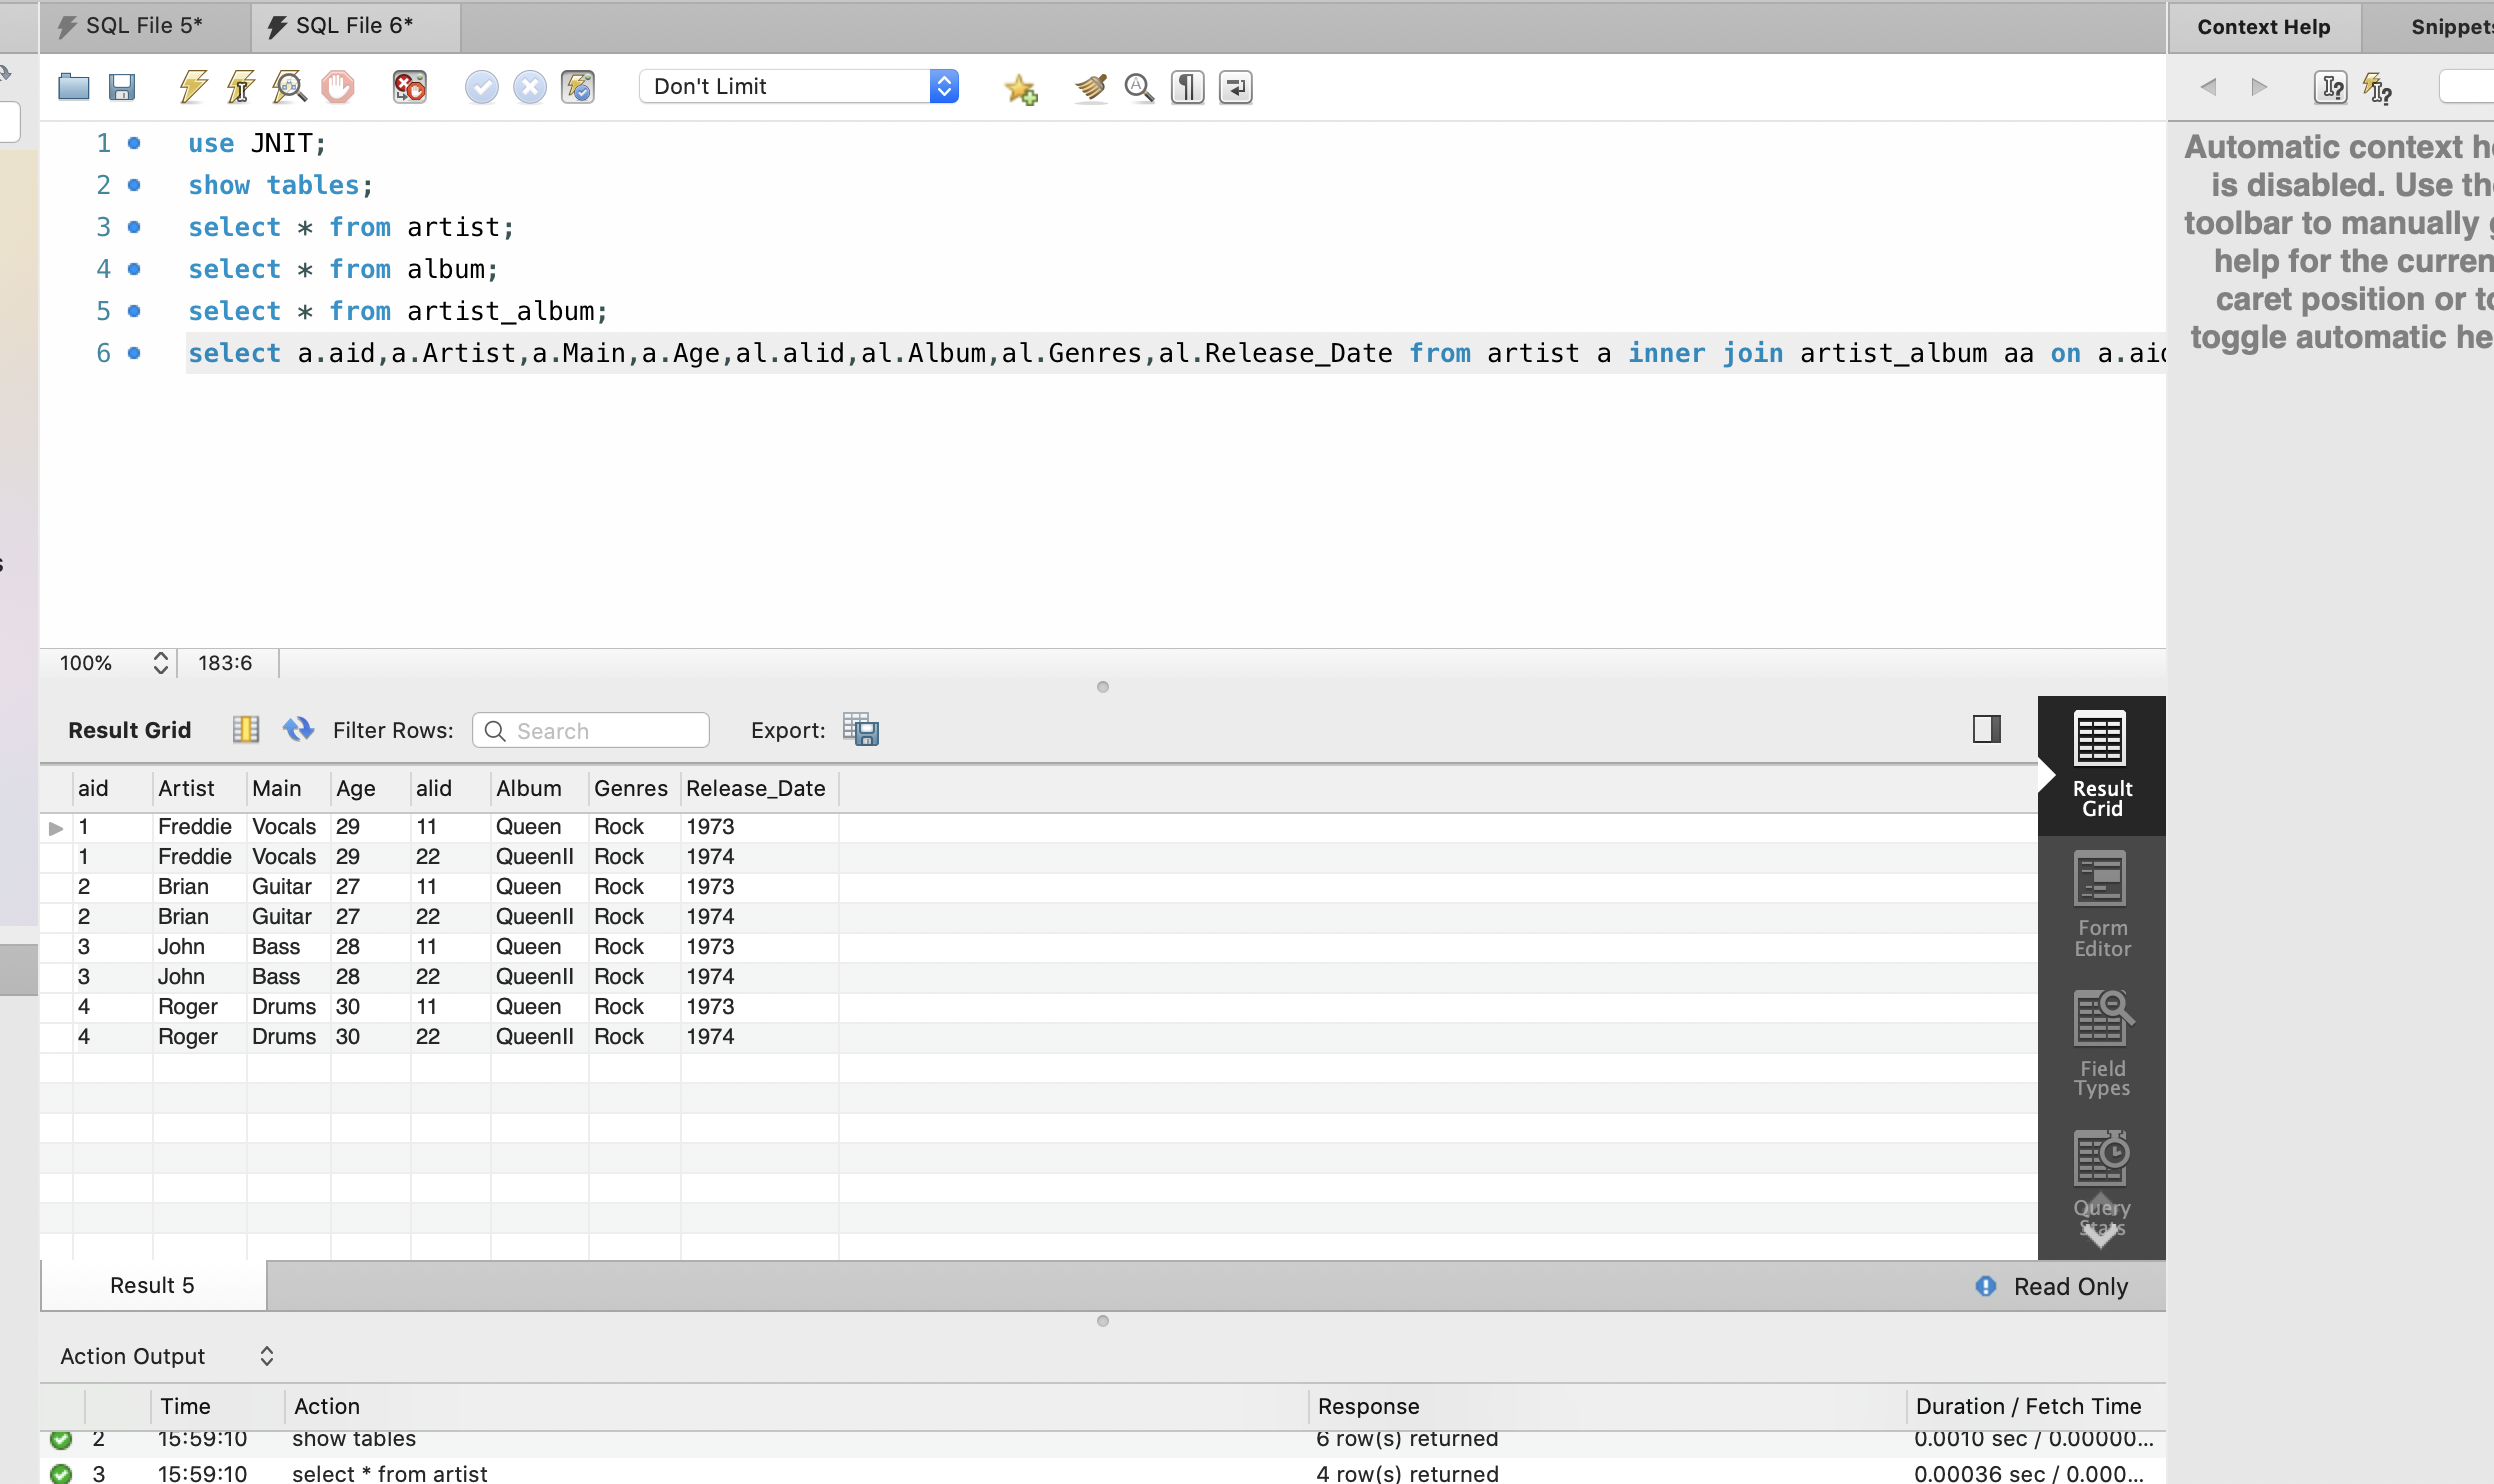 SQL File 5* SQL File 6* Context Help Snippets
Don't Limit
1 use JNIT;
2 show tables;
3 select * from artist;
4 select * from album;
5 select * from artist_album;
6 select a.aid,a.Artist,a.Main,a.Age,al.alid,al.Album,al.Genres,al.Release_Date from artist a inner join artist_album aa on a.aid
Automatic context he
is disabled. Use the
toolbar to manually g
help for the curren
caret position or to
toggle automatic he
100% 183:6
Result Grid Filter Rows: Search Export:
aid Artist Main Age alid Album Genres Release_Date
1 Freddie Vocals 29 11 Queen Rock 1973
1 Freddie Vocals 29 22 QueenII Rock 1974
2 Brian Guitar 27 11 Queen Rock 1973
2 Brian Guitar 27 22 QueenII Rock 1974
3 John Bass 28 11 Queen Rock 1973
3 John Bass 28 22 QueenII Rock 1974
4 Roger Drums 30 11 Queen Rock 1973
4 Roger Drums 30 22 QueenII Rock 1974
Result
Grid
Form
Editor
Field
Types
Query
Stats
Result 5 Read Only
Action Output
Time Action Response Duration / Fetch Time
2 15:59:10 show tables 6 row(s) returned 0.0010 sec / 0.00000...
3 15:59:10 select * from artist 4 row(s) returned 0.00036 sec / 0.000...